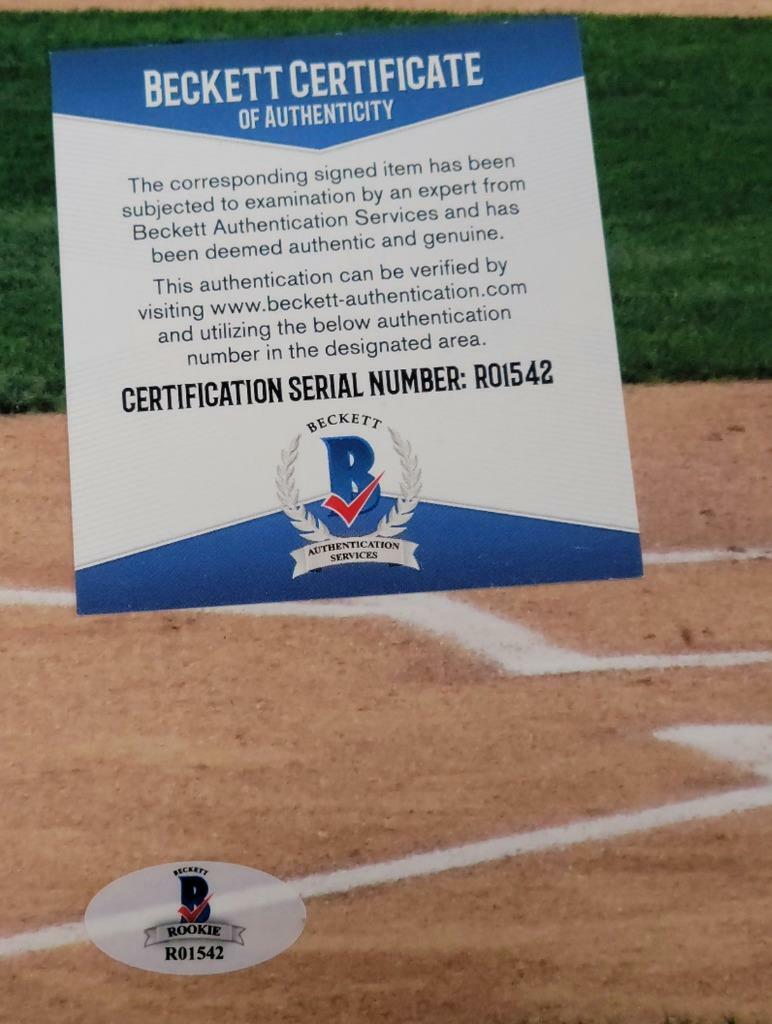 BECKETT CERTIFICATE
OF AUTHENTICITY
The corresponding signed item has been
subjected to examination by an expert from
Beckett Authentication Services and has
been deemed authentic and genuine.
This authentication can be verified by
visiting www.beckett-authentication.com
and utilizing the below authentication
number in the designated area.
CERTIFICATION SERIAL NUMBER: R01542
BECKETT
B
AUTHENTICATION
SERVICES
BECKETT
B
ROOKIE
R01542